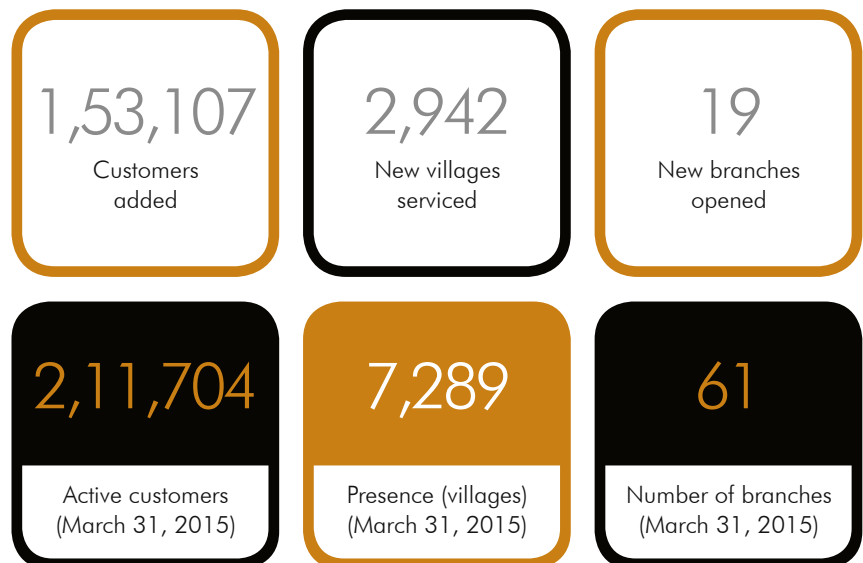 1,53,107
Customers
added
2,942
New villages
serviced
19
New branches
opened
2,11,704
Active customers
(March 31, 2015)
7,289
Presence (villages)
(March 31, 2015)
61
Number of branches
(March 31, 2015)